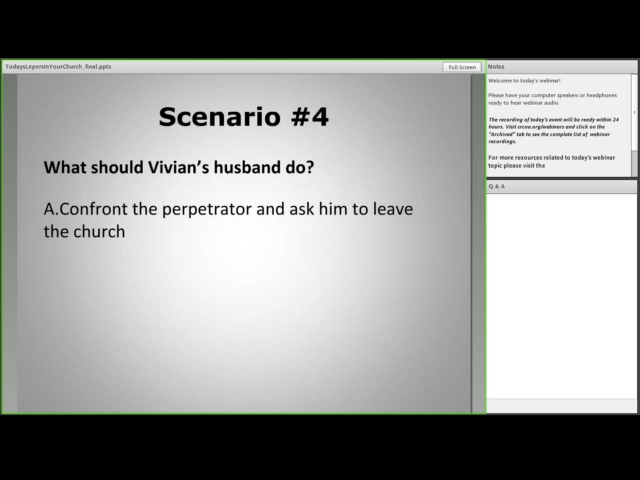 TodaysLepersInYourChurch_final.pptx
Full Screen
Scenario #4
What should Vivian's husband do?
A.Confront the perpetrator and ask him to leave
the church
Notes
Welcome to today's webinar!
Please have your computer speakers or headphones
ready to hear webinar audio.
The recording of today's event will be ready within 24
hours. Visit crcna.org/webinars and click on the
"Archived" tab to see the complete list of webinar
recordings.
For more resources related to today's webinar
topic please visit the
Q & A